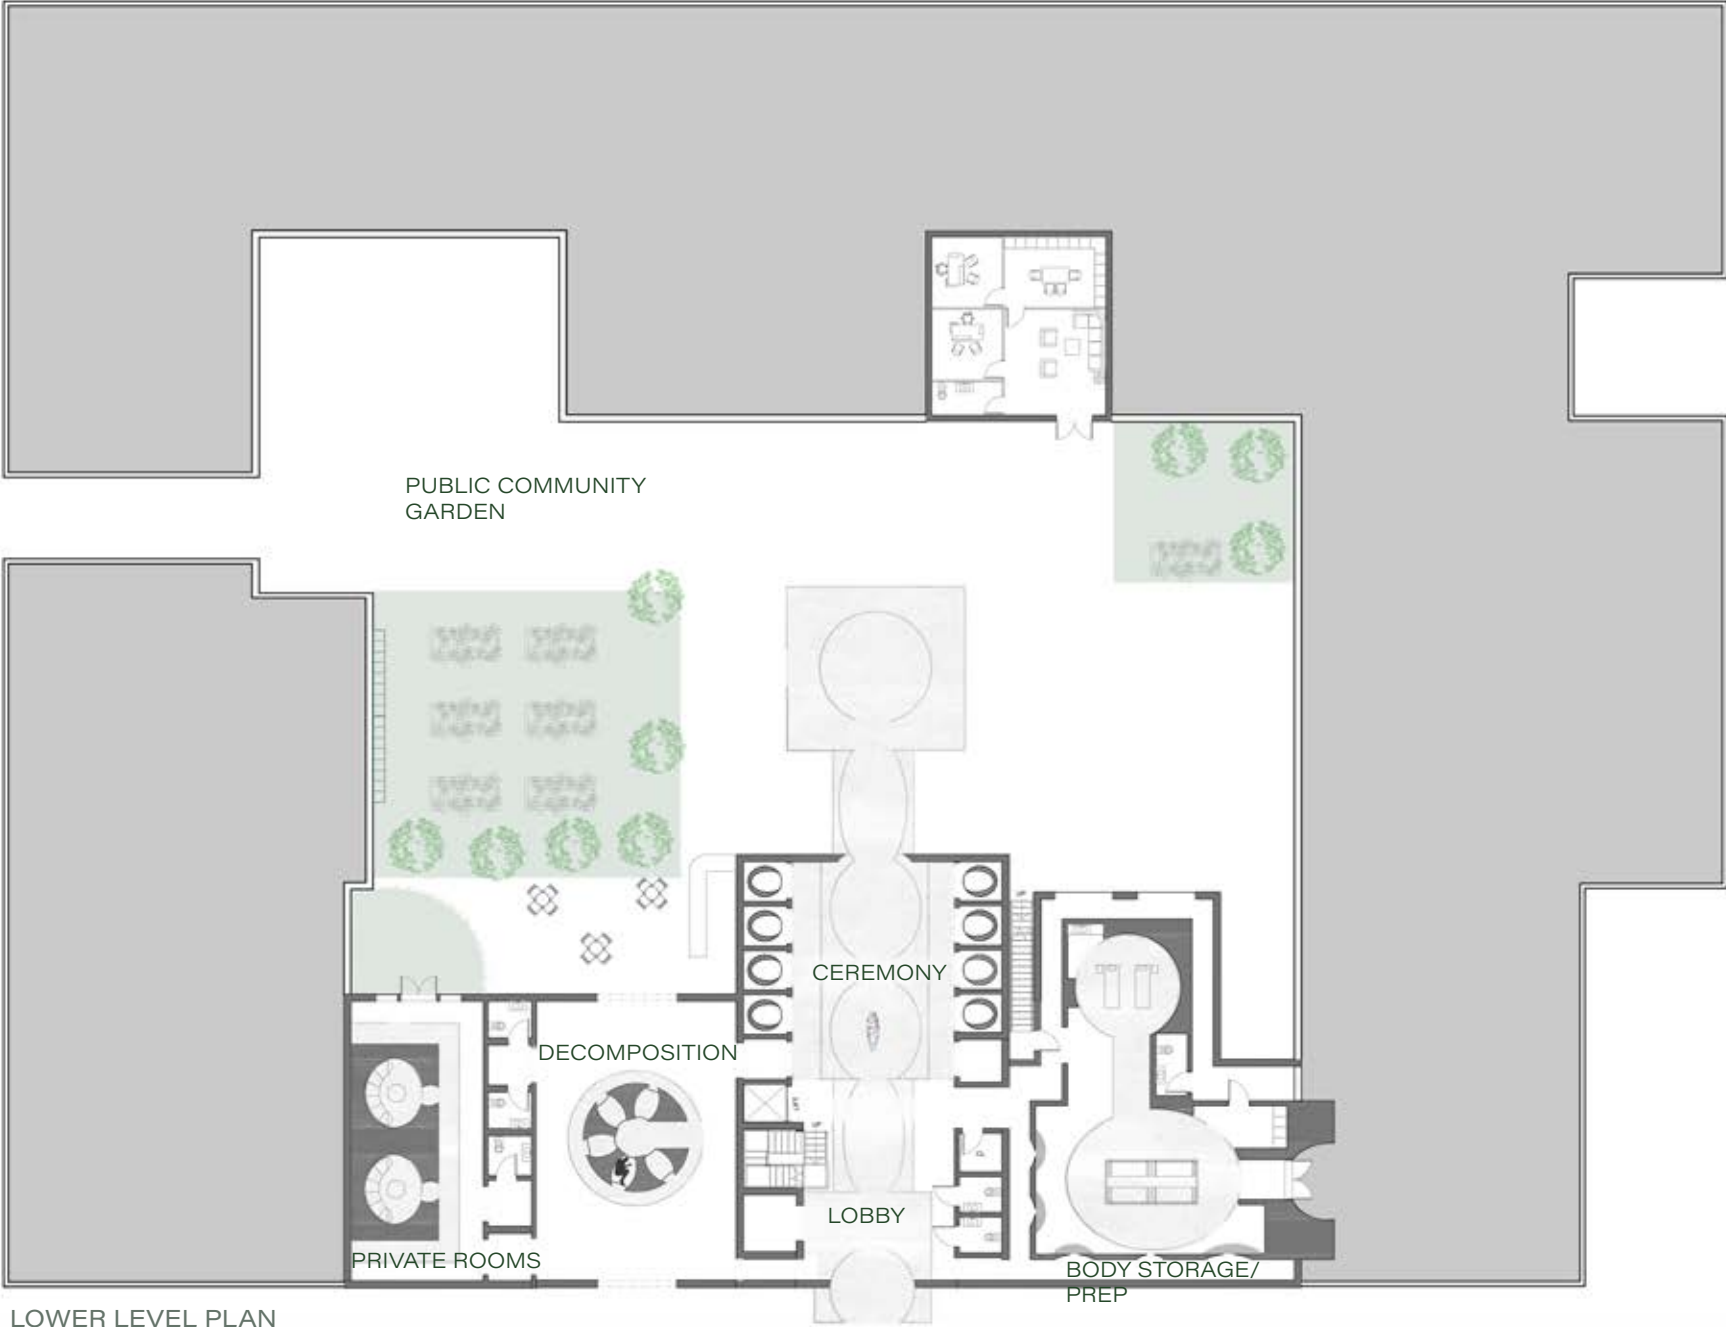 PUBLIC COMMUNITY
GARDEN
CEREMONY
DECOMPOSITION
LOBBY
PRIVATE ROOMS
BODY STORAGE/
PREP
LOWER LEVEL PLAN